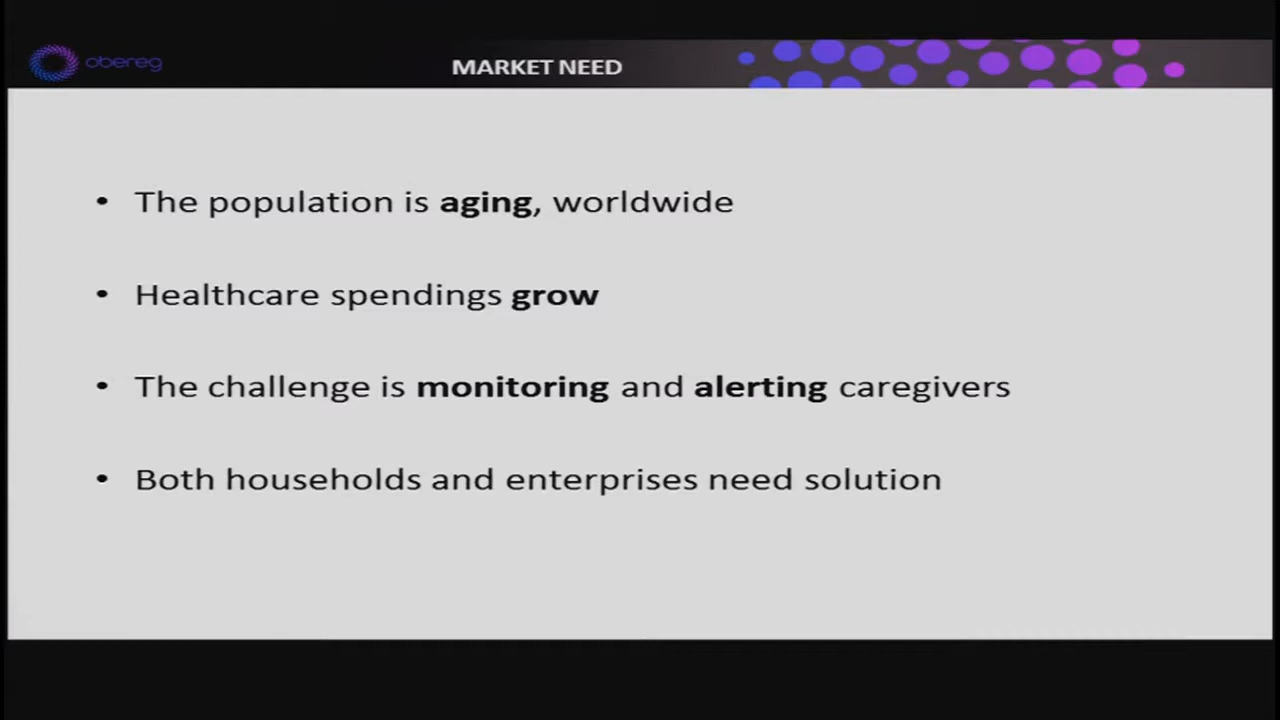 obereg
MARKET NEED
• The population is aging, worldwide
• Healthcare spendings grow
• The challenge is monitoring and alerting caregivers
• Both households and enterprises need solution